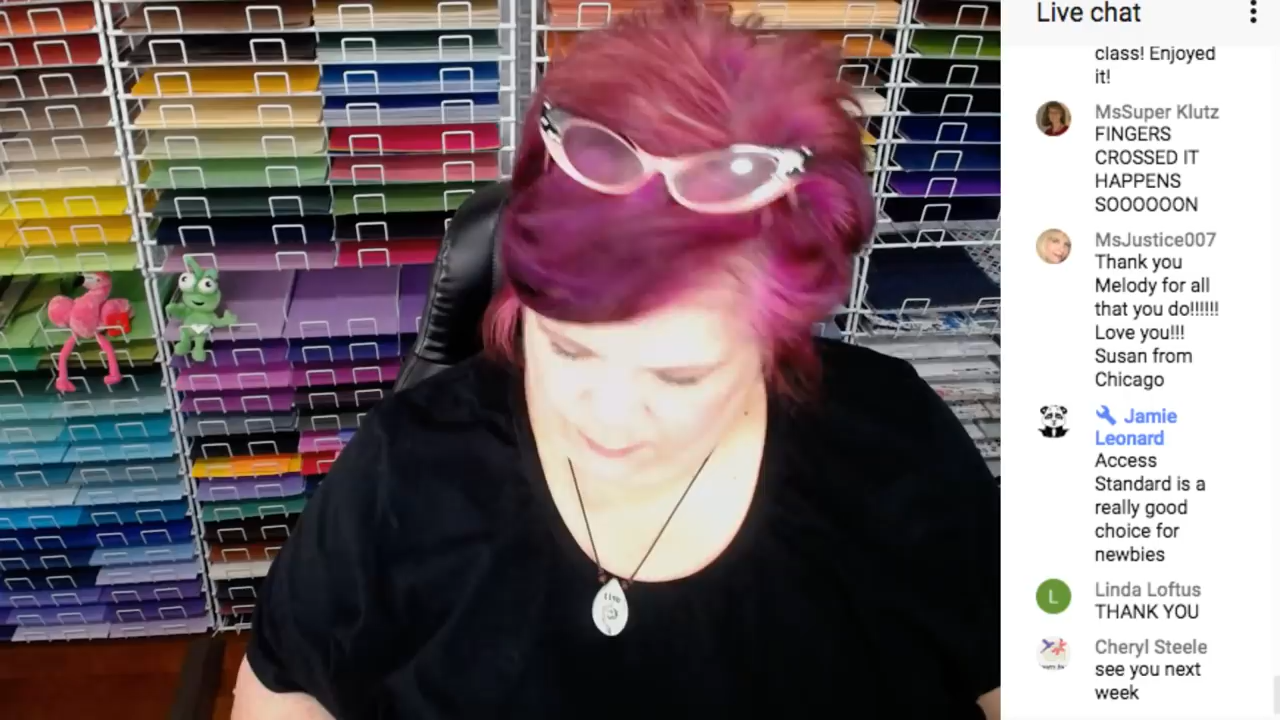 Live chat
class! Enjoyed
it!
MsSuper Klutz
FINGERS
CROSSED IT
HAPPENS
SOOOOOON
MsJustice007
Thank you
Melody for all
that you do!!!!!!
Love you!!!
Susan from
Chicago
Jamie
Leonard
Access
Standard is a
really good
choice for
newbies
L
Linda Loftus
THANK YOU
Cheryl Steele
see you next
week